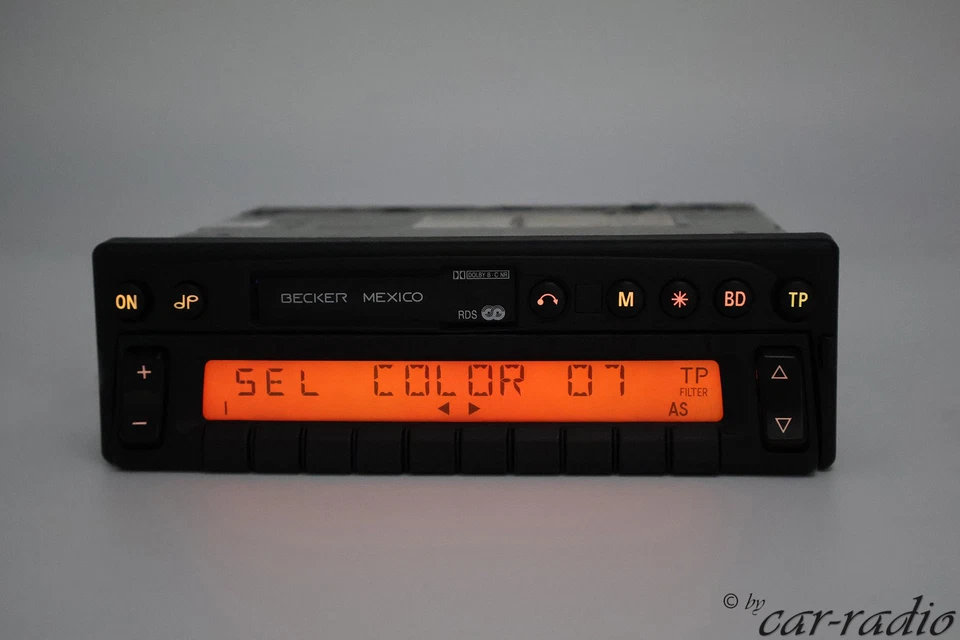 DOLBY B·C NR
BECKER MEXICO
RDS
ON
M
BD
TP
+
−
SEL COLOR 07
TP
FILTER
AS
© by
car-radio